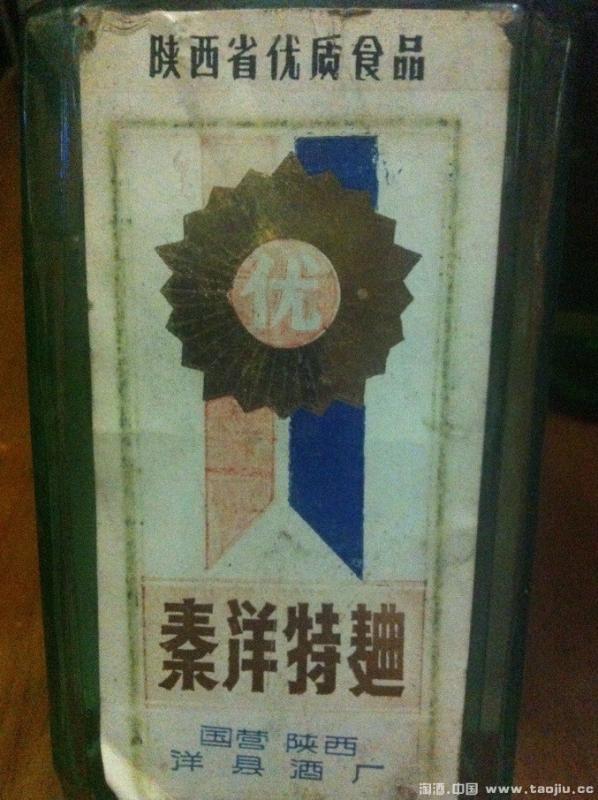 陕西省优质食品
优
秦洋特麯
国营 陕西
洋县酒厂
淘酒.中国 www.taojiu.cc